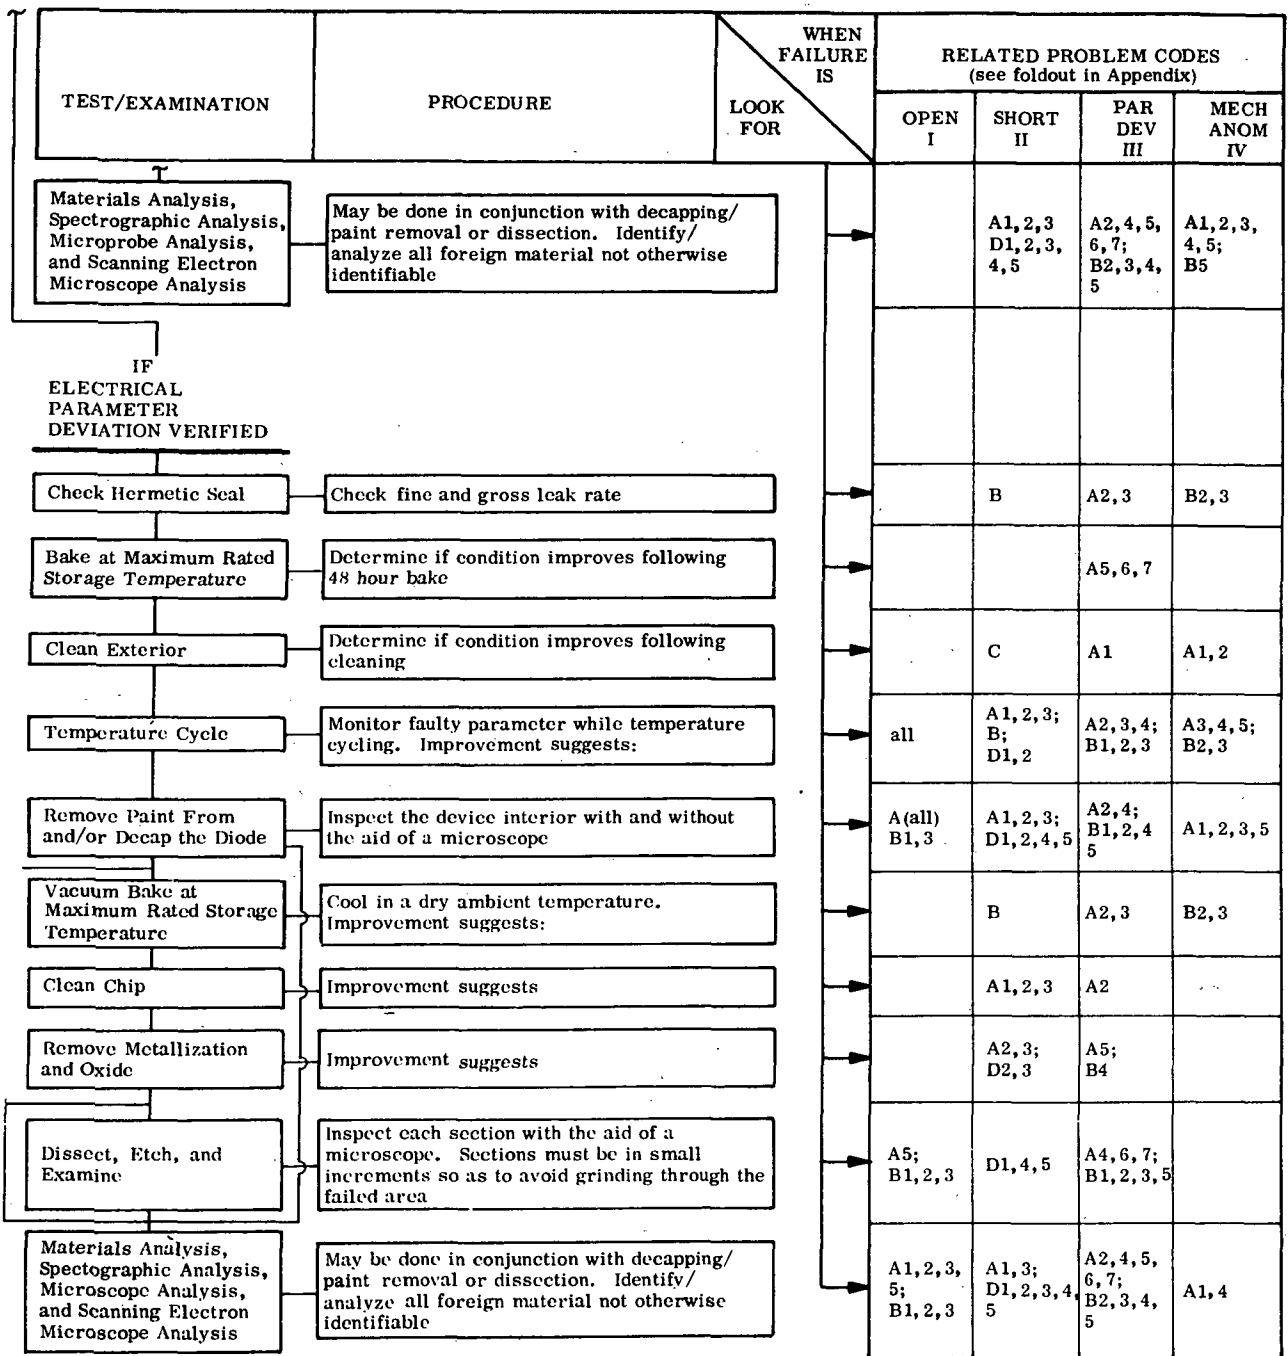 TEST/EXAMINATION
PROCEDURE
LOOK
FOR
WHEN
FAILURE
IS
RELATED PROBLEM CODES
(see foldout in Appendix)
OPEN
I
SHORT
II
PAR
DEV
III
MECH
ANOM
IV
Materials Analysis,
Spectrographic Analysis,
Microprobe Analysis,
and Scanning Electron
Microscope Analysis
May be done in conjunction with decapping/
paint removal or dissection. Identify/
analyze all foreign material not otherwise
identifiable
A1,2,3
D1,2,3,
4,5
A2,4,5,
6,7;
B2,3,4,
5
A1,2,3,
4,5;
B5
IF
ELECTRICAL
PARAMETER
DEVIATION VERIFIED
Check Hermetic Seal
Check fine and gross leak rate
B
A2,3
B2,3
Bake at Maximum Rated
Storage Temperature
Determine if condition improves following
48 hour bake
A5,6,7
Clean Exterior
Determine if condition improves following
cleaning
C
A1
A1,2
Temperature Cycle
Monitor faulty parameter while temperature
cycling. Improvement suggests:
all
A1,2,3;
B;
D1,2
A2,3,4;
B1,2,3
A3,4,5;
B2,3
Remove Paint From
and/or Decap the Diode
Inspect the device interior with and without
the aid of a microscope
A(all)
B1,3
A1,2,3;
D1,2,4,5
A2,4;
B1,2,4
5
A1,2,3,5
Vacuum Bake at
Maximum Rated Storage
Temperature
Cool in a dry ambient temperature.
Improvement suggests:
B
A2,3
B2,3
Clean Chip
Improvement suggests
A1,2,3
A2
Remove Metallization
and Oxide
Improvement suggests
A2,3;
D2,3
A5;
B4
Dissect, Etch, and
Examine
Inspect each section with the aid of a
microscope. Sections must be in small
increments so as to avoid grinding through the
failed area
A5;
B1,2,3
D1,4,5
A4,6,7;
B1,2,3,5
Materials Analysis,
Spectographic Analysis,
Microscope Analysis,
and Scanning Electron
Microscope Analysis
May be done in conjunction with decapping/
paint removal or dissection. Identify/
analyze all foreign material not otherwise
identifiable
A1,2,3,
5;
B1,2,3
A1,3;
D1,2,3,4,
5
A2,4,5,
6,7;
B2,3,4,
5
A1,4